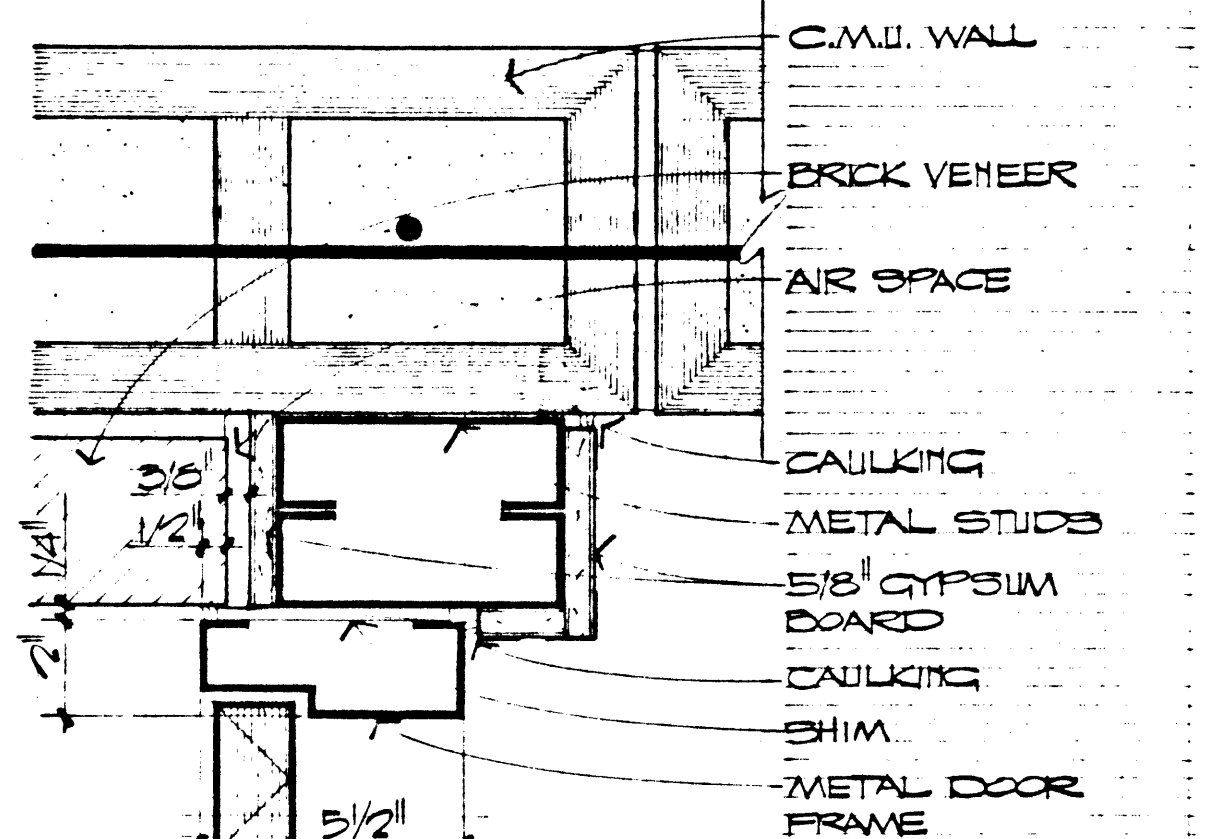 C.M.U. WALL
BRICK VENEER
AIR SPACE
CAULKING
3/8
METAL STUDS
1/2"
1/4"
5/8" GYPSUM
BOARD
2"
CAULKING
SHIM
METAL DOOR
5 1/2"
FRAME